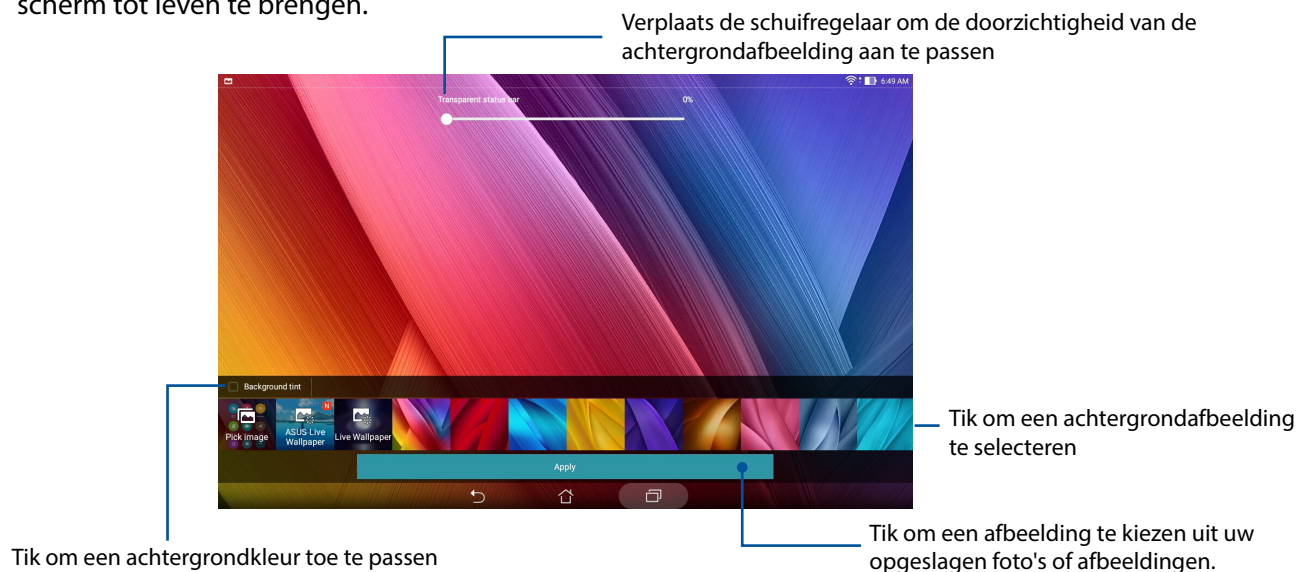 scherm tot leven te brengen.
Verplaats de schuifregelaar om de doorzichtigheid van de
achtergrondafbeelding aan te passen
6:49 AM
Transparent status bar 0%
Background tint
Pick image
N
ASUS Live
Wallpaper
Live Wallpaper
Tik om een achtergrondafbeelding
te selecteren
Apply
Tik om een achtergrondkleur toe te passen
Tik om een afbeelding te kiezen uit uw
opgeslagen foto's of afbeeldingen.